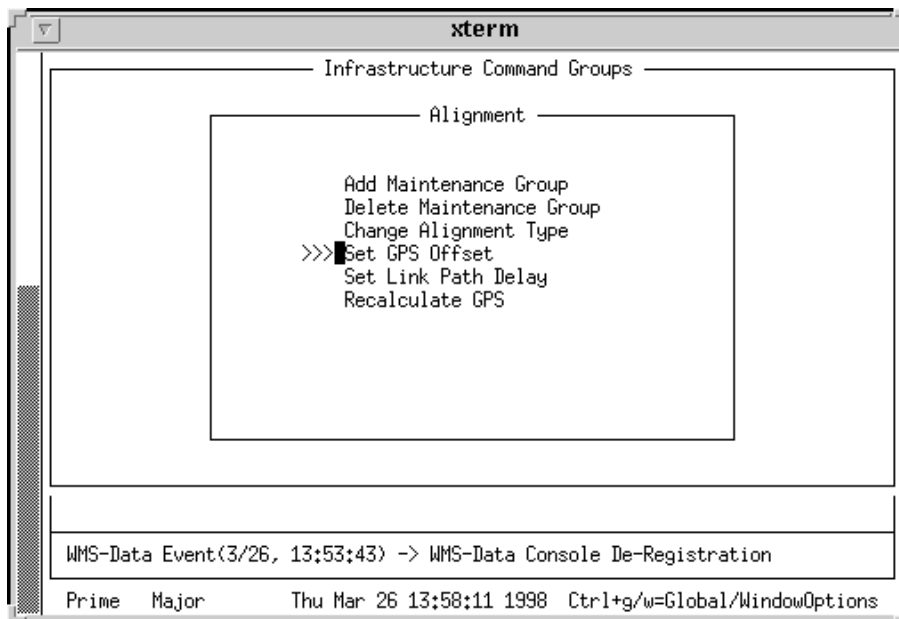 xterm
Infrastructure Command Groups
Alignment
Add Maintenance Group
Delete Maintenance Group
Change Alignment Type
>>> Set GPS Offset
Set Link Path Delay
Recalculate GPS
WMS-Data Event(3/26, 13:53:43) -> WMS-Data Console De-Registration
Prime Major Thu Mar 26 13:58:11 1998 Ctrl+g/w=Global/WindowOptions